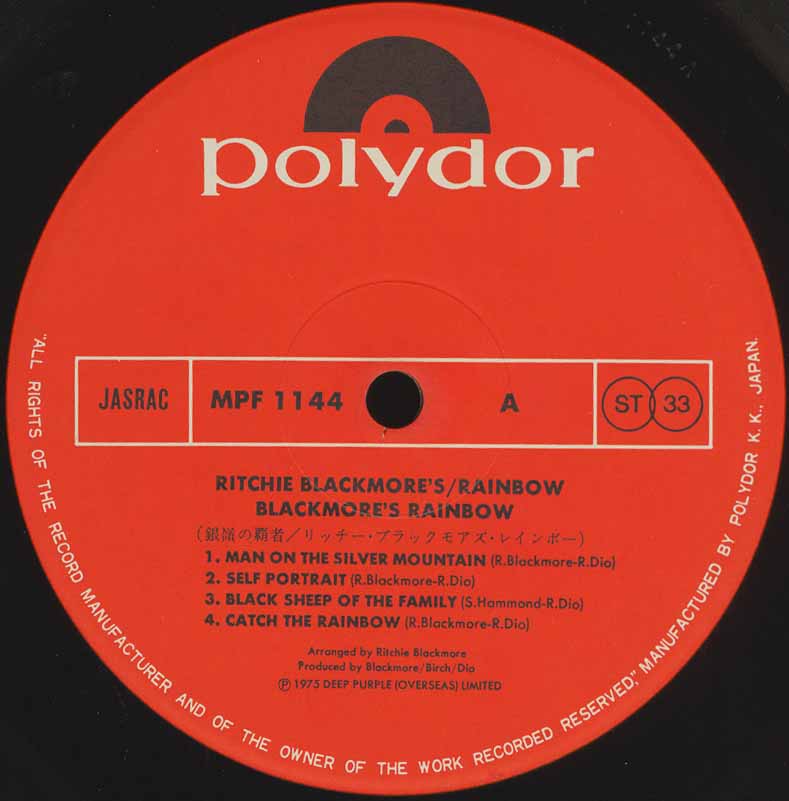 1144A
polydor
JASRAC
MPF 1144
A
ST 33
RITCHIE BLACKMORE'S/RAINBOW
BLACKMORE'S RAINBOW
(銀嶺の覇者/リッチー・ブラックモアズ・レインボー)
1. MAN ON THE SILVER MOUNTAIN (R.Blackmore-R.Dio)
2. SELF PORTRAIT (R.Blackmore-R.Dio)
3. BLACK SHEEP OF THE FAMILY (S.Hammond-R.Dio)
4. CATCH THE RAINBOW (R.Blackmore-R.Dio)
Arranged by Ritchie Blackmore
Produced by Blackmore/Birch/Dio
Ⓟ 1975 DEEP PURPLE (OVERSEAS) LIMITED
"ALL RIGHTS OF THE RECORD MANUFACTURER AND OF THE OWNER OF THE WORK RECORDED RESERVED," MANUFACTURED BY POLYDOR K. K., JAPAN.